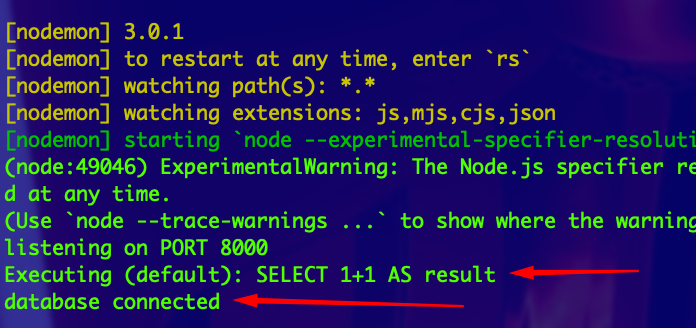 [nodemon] 3.0.1
[nodemon] to restart at any time, enter `rs`
[nodemon] watching path(s): *.*
[nodemon] watching extensions: js,mjs,cjs,json
[nodemon] starting `node --experimental-specifier-resoluti
(node:49046) ExperimentalWarning: The Node.js specifier re
d at any time.
(Use `node --trace-warnings ...` to show where the warning
listening on PORT 8000
Executing (default): SELECT 1+1 AS result
database connected